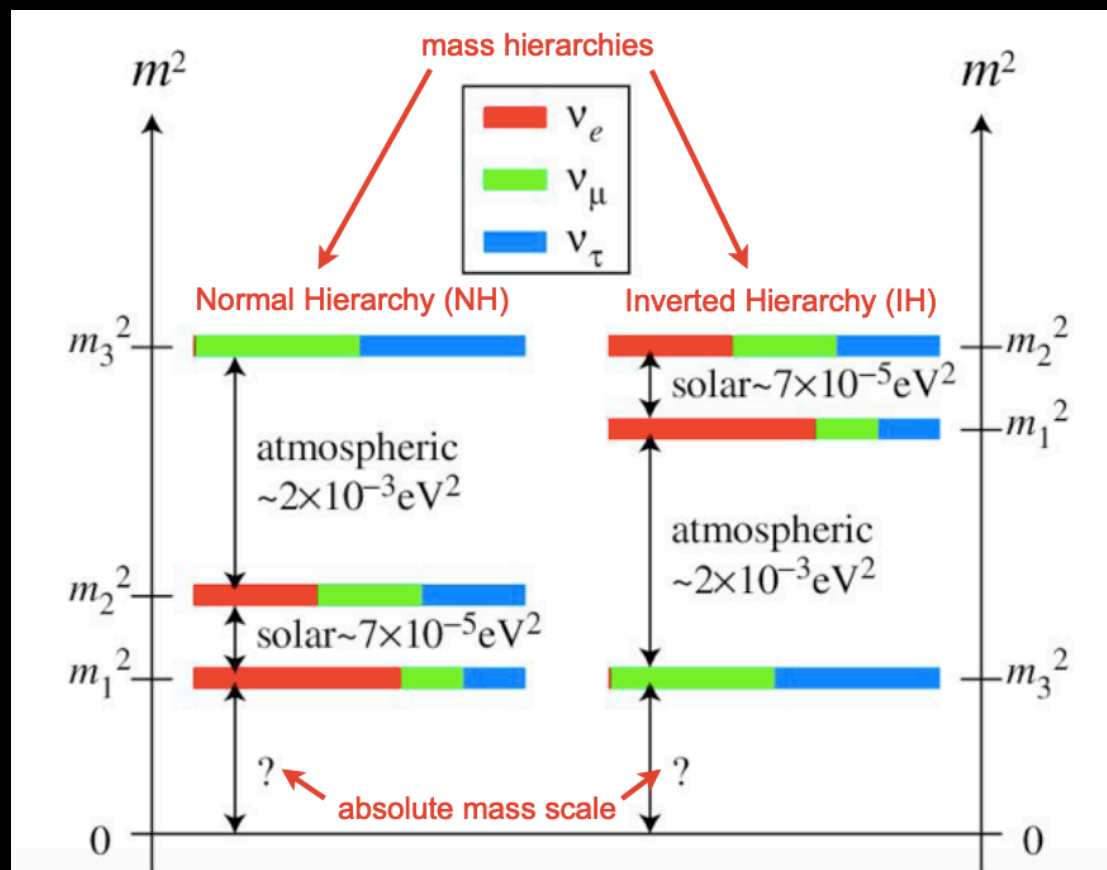 mass hierarchies
m² m²
νₑ
ν_μ
ν_τ
Normal Hierarchy (NH) Inverted Hierarchy (IH)
m₃² m₂²
solar~7×10⁻⁵eV²
m₁²
atmospheric
~2×10⁻³eV²
atmospheric
~2×10⁻³eV²
m₂²
solar~7×10⁻⁵eV²
m₁² m₃²
? ?
absolute mass scale
0 0